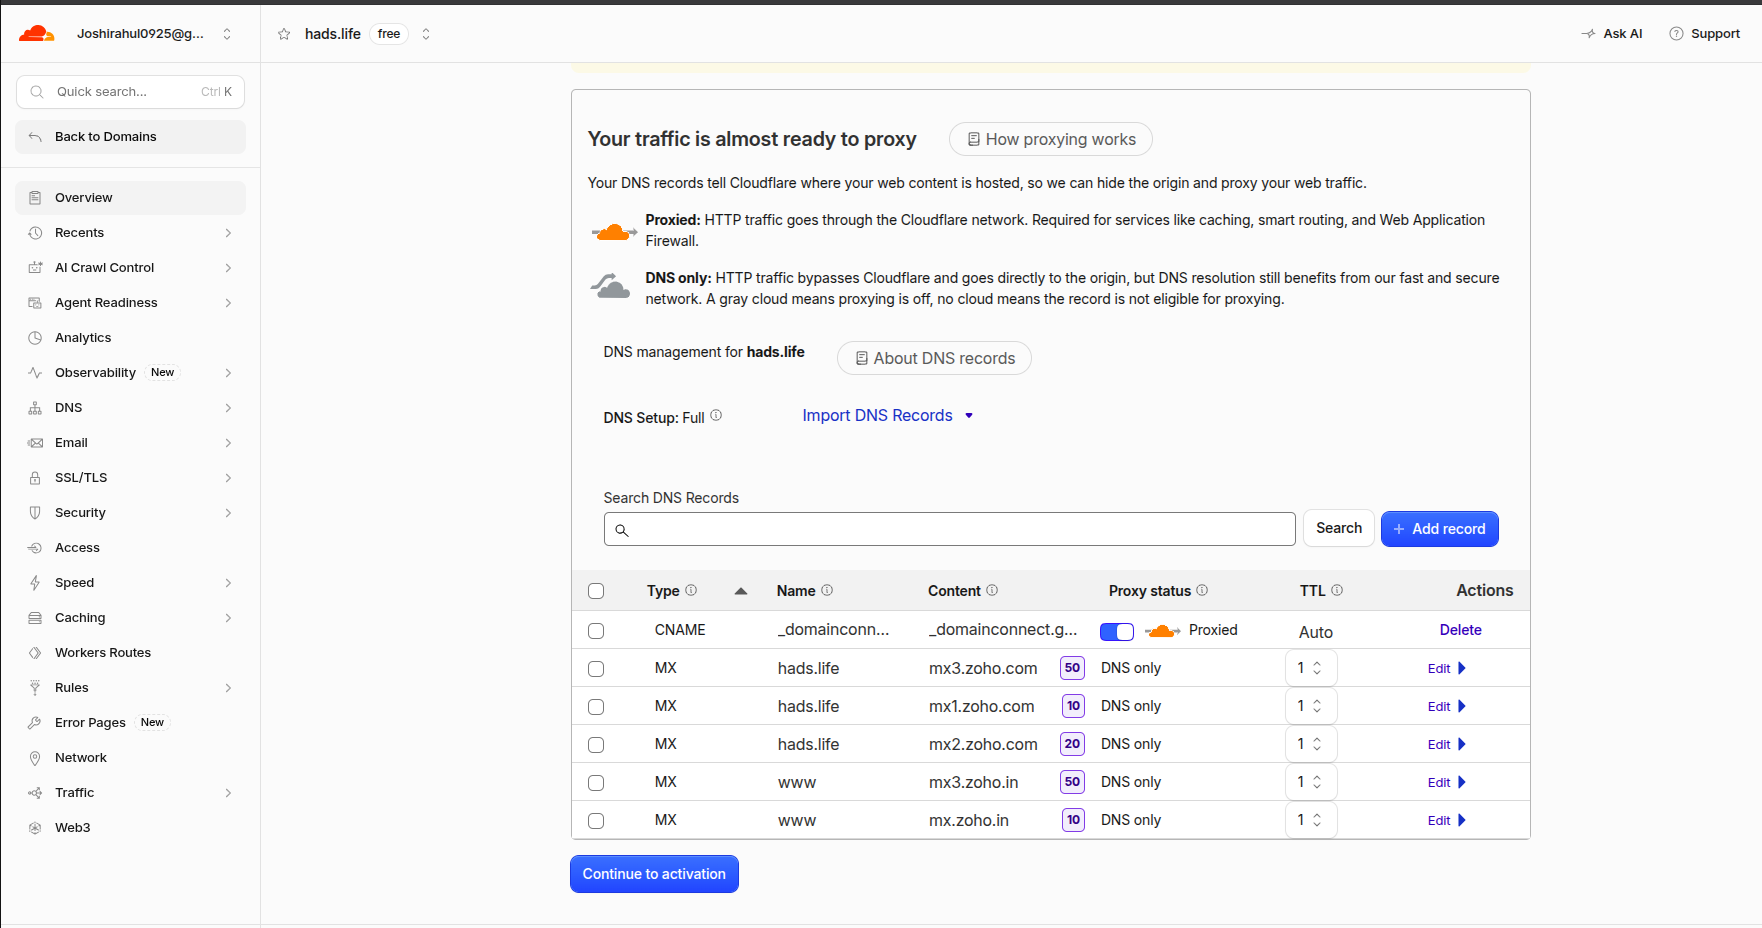 Joshirahul0925@g...
hads.life free
Ask AI
Support
Quick search... Ctrl K
Back to Domains
Overview
Recents
AI Crawl Control
Agent Readiness
Analytics
Observability New
DNS
Email
SSL/TLS
Security
Access
Speed
Caching
Workers Routes
Rules
Error Pages New
Network
Traffic
Web3
Your traffic is almost ready to proxy
How proxying works
Your DNS records tell Cloudflare where your web content is hosted, so we can hide the origin and proxy your web traffic.
Proxied: HTTP traffic goes through the Cloudflare network. Required for services like caching, smart routing, and Web Application
Firewall.
DNS only: HTTP traffic bypasses Cloudflare and goes directly to the origin, but DNS resolution still benefits from our fast and secure
network. A gray cloud means proxying is off, no cloud means the record is not eligible for proxying.
DNS management for hads.life
About DNS records
DNS Setup: Full
Import DNS Records
Search DNS Records
Search
+ Add record
Type Name Content Proxy status TTL Actions
CNAME _domainconn... _domainconnect.g... Proxied Auto Delete
MX hads.life mx3.zoho.com 50 DNS only 1 Edit
MX hads.life mx1.zoho.com 10 DNS only 1 Edit
MX hads.life mx2.zoho.com 20 DNS only 1 Edit
MX www mx3.zoho.in 50 DNS only 1 Edit
MX www mx.zoho.in 10 DNS only 1 Edit
Continue to activation